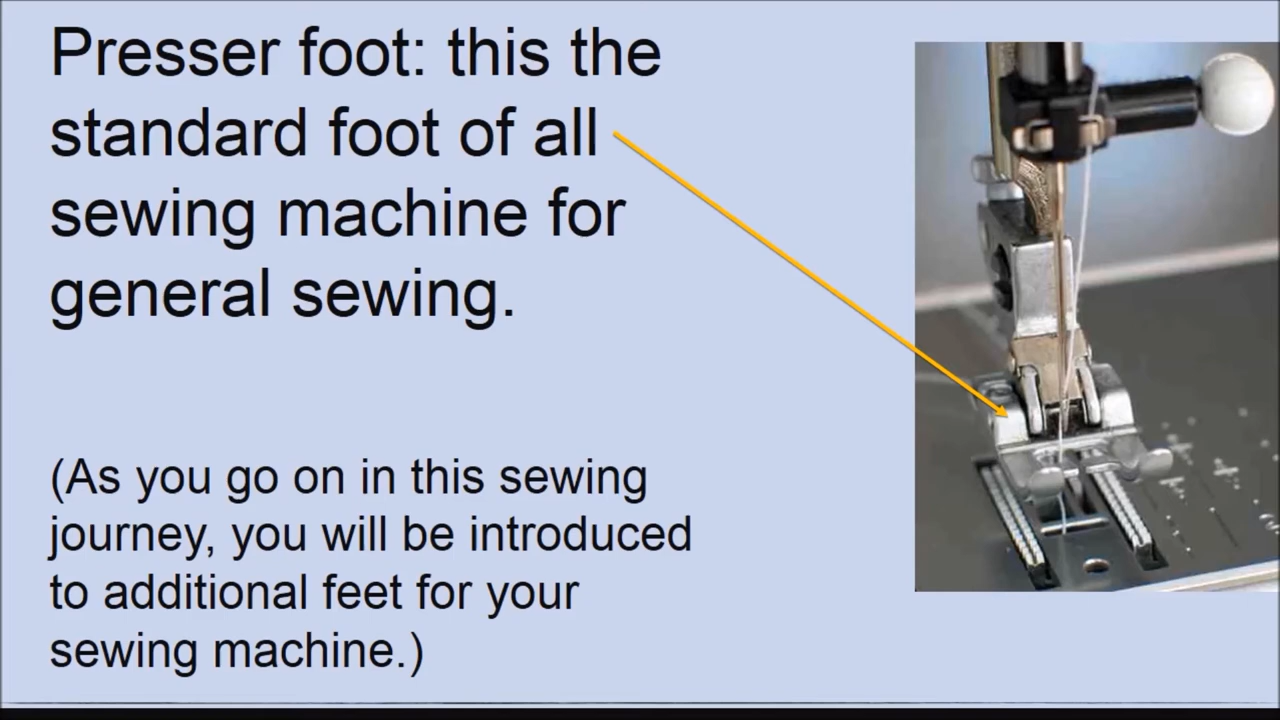 Presser foot: this the
standard foot of all
sewing machine for
general sewing.
(As you go on in this sewing
journey, you will be introduced
to additional feet for your
sewing machine.)